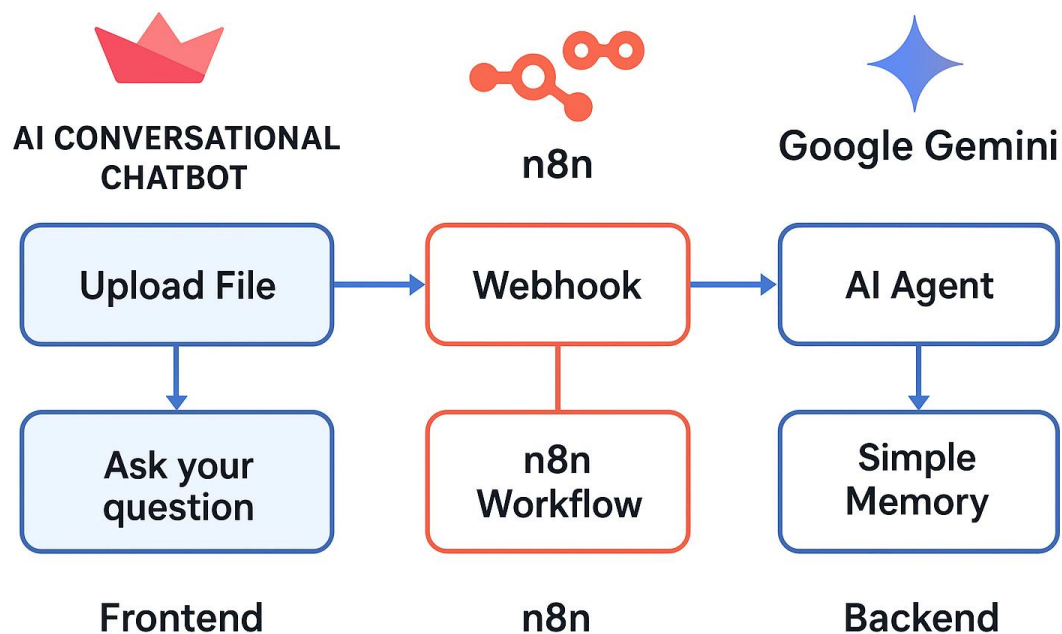 AI CONVERSATIONAL
CHATBOT
n8n
Google Gemini
Upload File
Webhook
AI Agent
Ask your
question
n8n
Workflow
Simple
Memory
Frontend
n8n
Backend